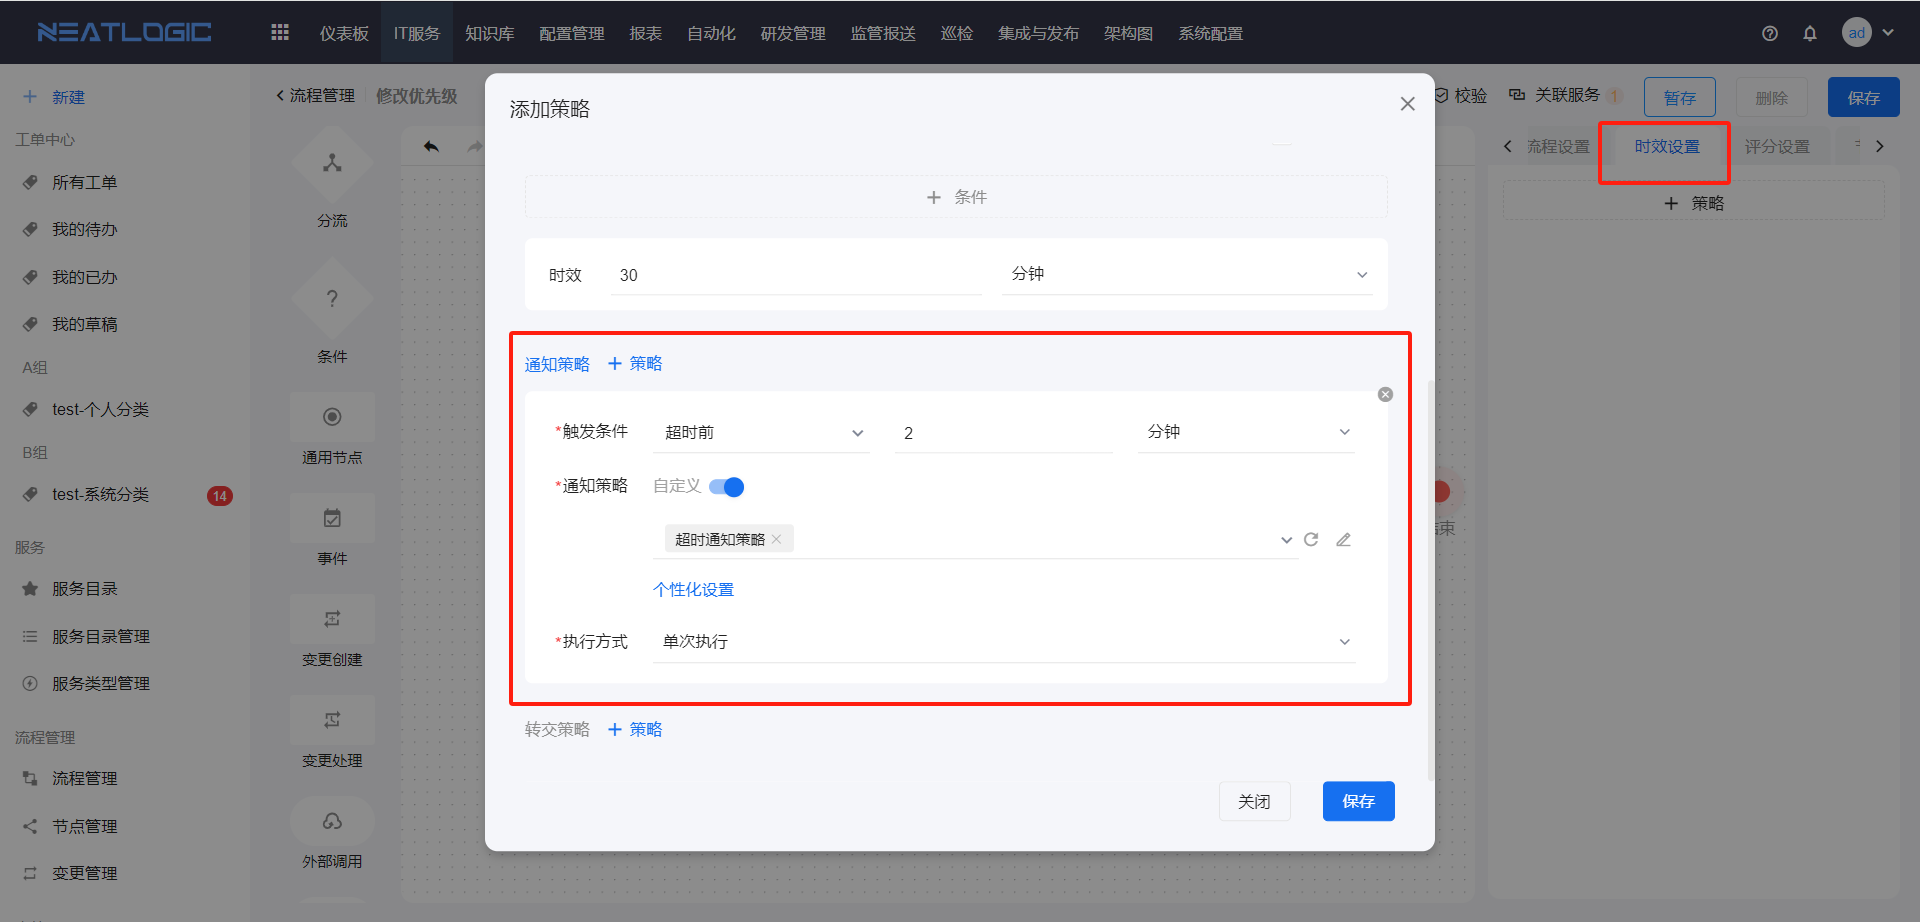 NEATLOGIC
仪表板 IT服务 知识库 配置管理 报表 自动化 研发管理 监管报送 巡检 集成与发布 架构图 系统配置
ad
新建
工单中心
所有工单
我的待办
我的已办
我的草稿
A组
test-个人分类
B组
test-系统分类 14
服务
服务目录
服务目录管理
服务类型管理
流程管理
流程管理
节点管理
变更管理
流程管理 修改优先级
校验 关联服务 1 暂存 删除 保存
分流
条件
通用节点
事件
变更创建
变更处理
外部调用
添加策略
条件
时效 30 分钟
通知策略 策略
*触发条件 超时前 2 分钟
*通知策略 自定义
超时通知策略
个性化设置
*执行方式 单次执行
转交策略 策略
关闭 保存
流程设置 时效设置 评分设置
策略
束